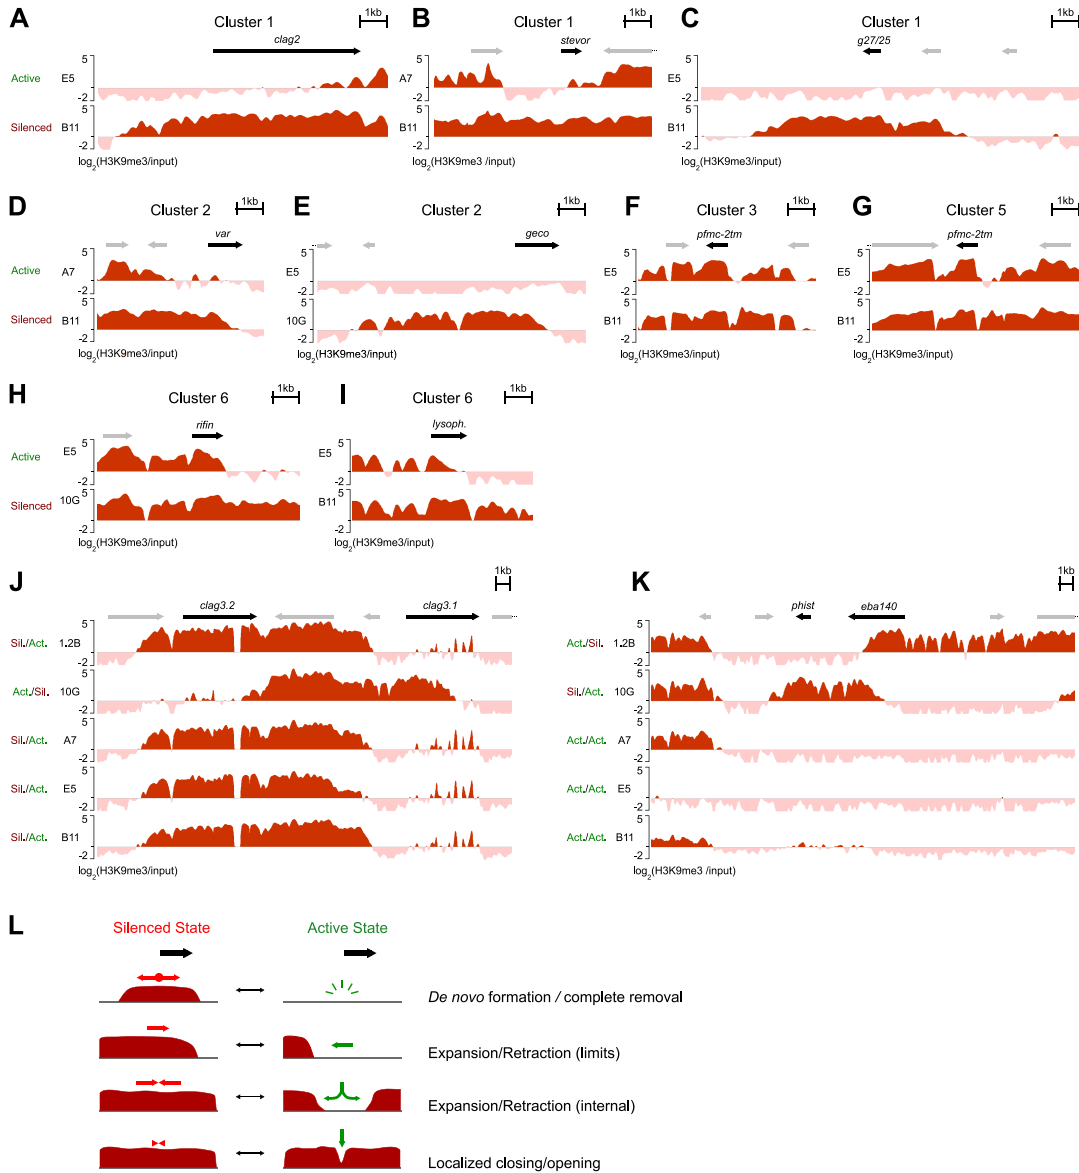 A
Cluster 1
1kb
clag2
Active
E5
5
-2
Silenced
B11
5
-2
log2(H3K9me3/input)
B
Cluster 1
1kb
stevor
A7
5
-2
B11
5
-2
log2(H3K9me3 /input)
C
Cluster 1
1kb
g27/25
E5
5
-2
B11
5
-2
log2(H3K9me3/input)
D
Cluster 2
1kb
var
Active
A7
5
-2
Silenced
B11
5
-2
log2(H3K9me3/input)
E
Cluster 2
1kb
geco
E5
5
-2
10G
5
-2
log2(H3K9me3/input)
F
Cluster 3
1kb
pfmc-2tm
E5
5
-2
B11
5
-2
log2(H3K9me3/input)
G
Cluster 5
1kb
pfmc-2tm
E5
5
-2
B11
5
-2
log2(H3K9me3/input)
H
Cluster 6
1kb
rifin
Active
E5
5
-2
Silenced
10G
5
-2
log2(H3K9me3/input)
I
Cluster 6
1kb
lysoph.
E5
5
-2
B11
5
-2
log2(H3K9me3/input)
J
1kb
clag3.2
clag3.1
Sil./Act.
1.2B
5
-2
Act./Sil.
10G
5
-2
Sil./Act.
A7
5
-2
Sil./Act.
E5
5
-2
Sil./Act.
B11
5
-2
log2(H3K9me3/input)
K
1kb
phist
eba140
Act./Sil.
1.2B
5
-2
Sil./Act.
10G
5
-2
Act./Act.
A7
5
-2
Act./Act.
E5
5
-2
Act./Act.
B11
5
-2
log2(H3K9me3 /input)
L
Silenced State
Active State
De novo formation / complete removal
Expansion/Retraction (limits)
Expansion/Retraction (internal)
Localized closing/opening